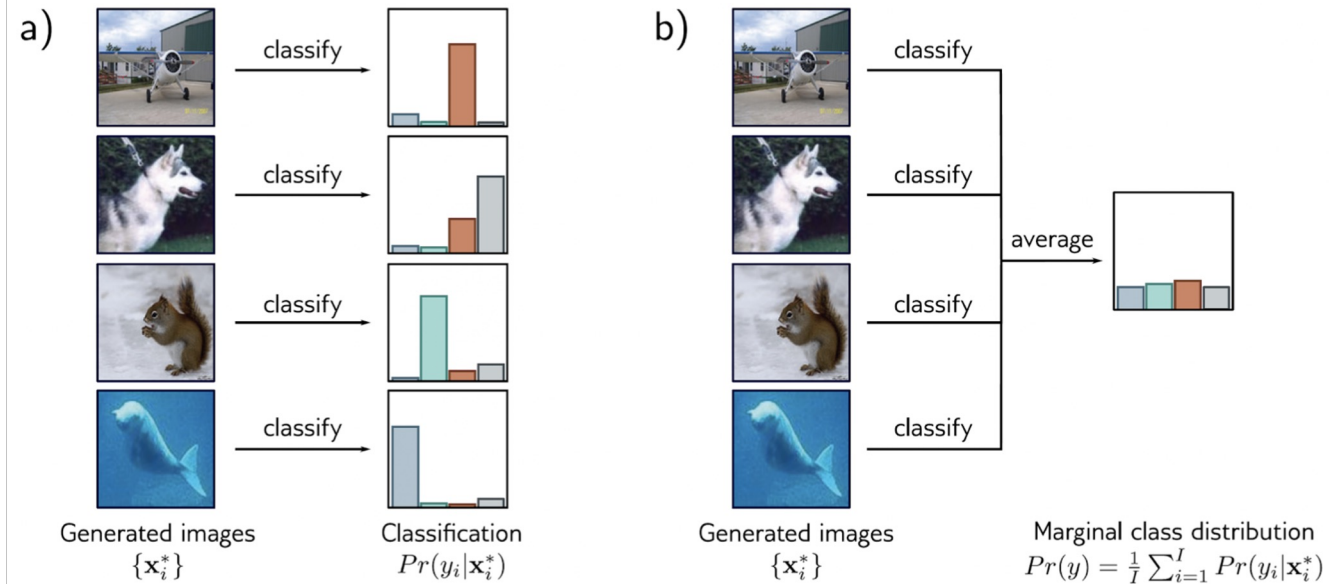 a)
classify
classify
classify
classify
Generated images
{x*_i}
Classification
Pr(y_i|x*_i)
b)
classify
classify
classify
classify
average
Generated images
{x*_i}
Marginal class distribution
Pr(y) = 1/I ∑_{i=1}^{I} Pr(y_i|x*_i)